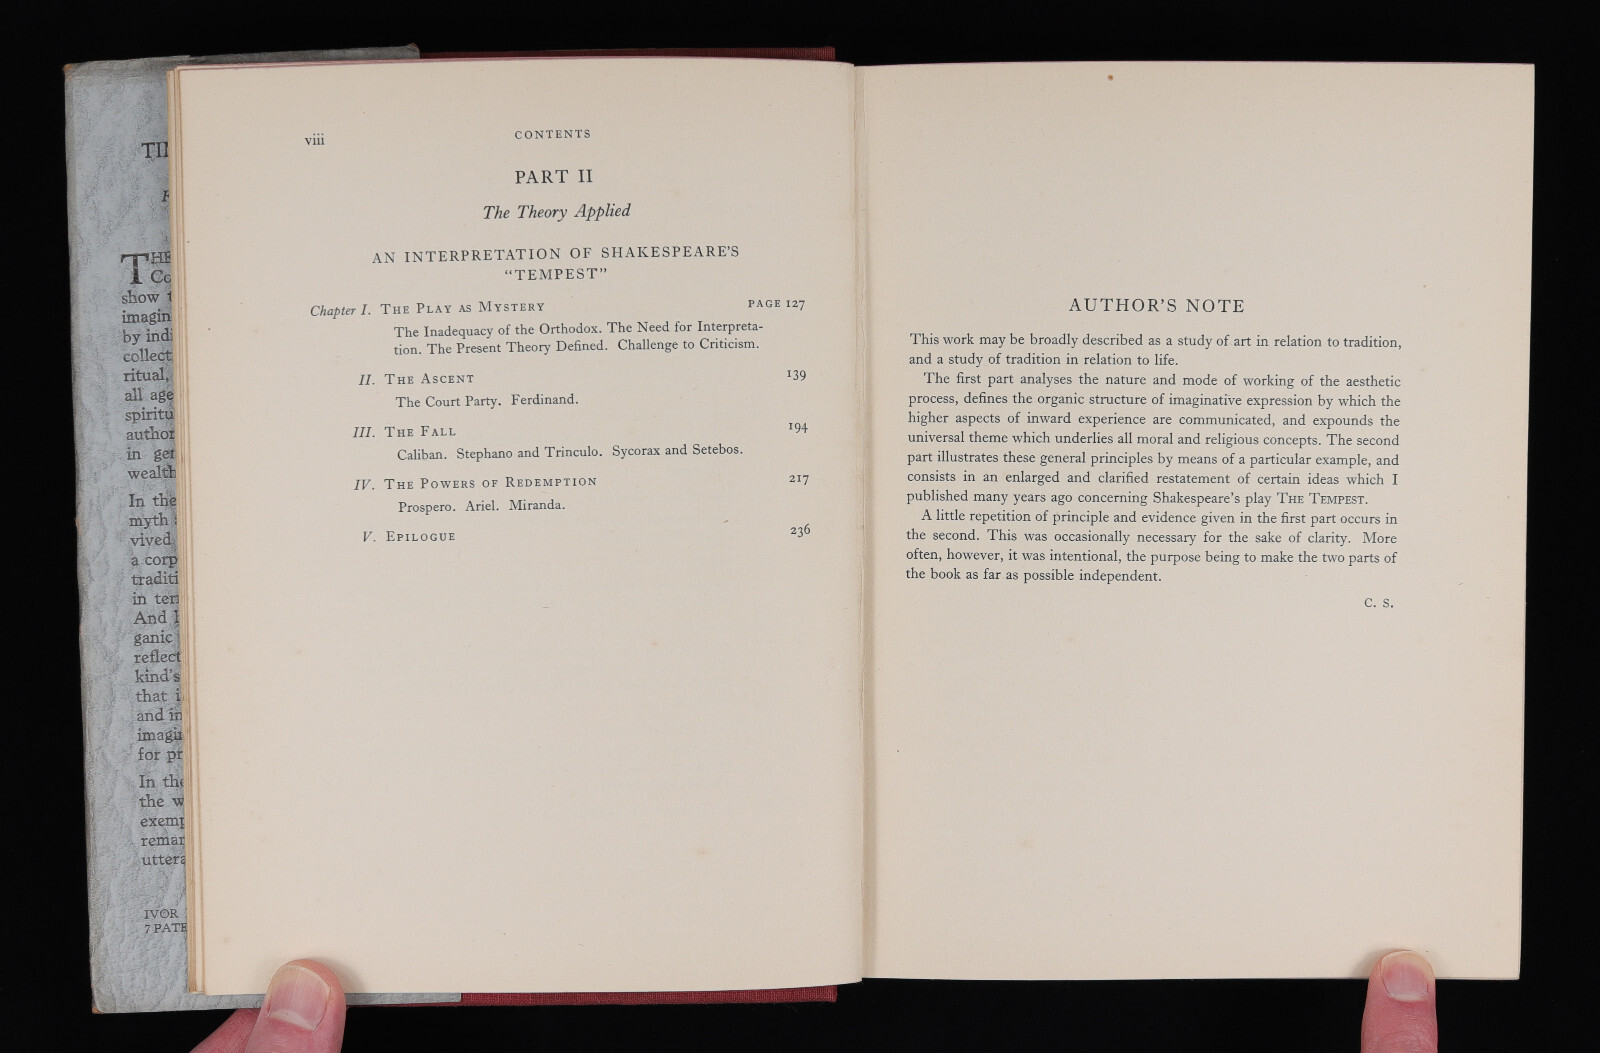 TI
THE
Co
show
imagin
by indi
collect
ritual,
all age
spiritu
author
in ge
wealth
In the
myth
vived
a corp
traditi
in ter
And
ganic
reflect
kind's
that i
and in
imagi
for pr
In the
the w
exemp
remar
uttera
IVOR
7 PATE
viii
CONTENTS
PART II
The Theory Applied
AN INTERPRETATION OF SHAKESPEARE'S
“TEMPEST”
Chapter I. THE PLAY AS MYSTERY PAGE 127
The Inadequacy of the Orthodox. The Need for Interpreta-
tion. The Present Theory Defined. Challenge to Criticism.
II. THE ASCENT 139
The Court Party. Ferdinand.
III. THE FALL 194
Caliban. Stephano and Trinculo. Sycorax and Setebos.
IV. THE POWERS OF REDEMPTION 217
Prospero. Ariel. Miranda.
V. EPILOGUE 236
AUTHOR'S NOTE
This work may be broadly described as a study of art in relation to tradition,
and a study of tradition in relation to life.
The first part analyses the nature and mode of working of the aesthetic
process, defines the organic structure of imaginative expression by which the
higher aspects of inward experience are communicated, and expounds the
universal theme which underlies all moral and religious concepts. The second
part illustrates these general principles by means of a particular example, and
consists in an enlarged and clarified restatement of certain ideas which I
published many years ago concerning Shakespeare's play THE TEMPEST.
A little repetition of principle and evidence given in the first part occurs in
the second. This was occasionally necessary for the sake of clarity. More
often, however, it was intentional, the purpose being to make the two parts of
the book as far as possible independent.
C. S.